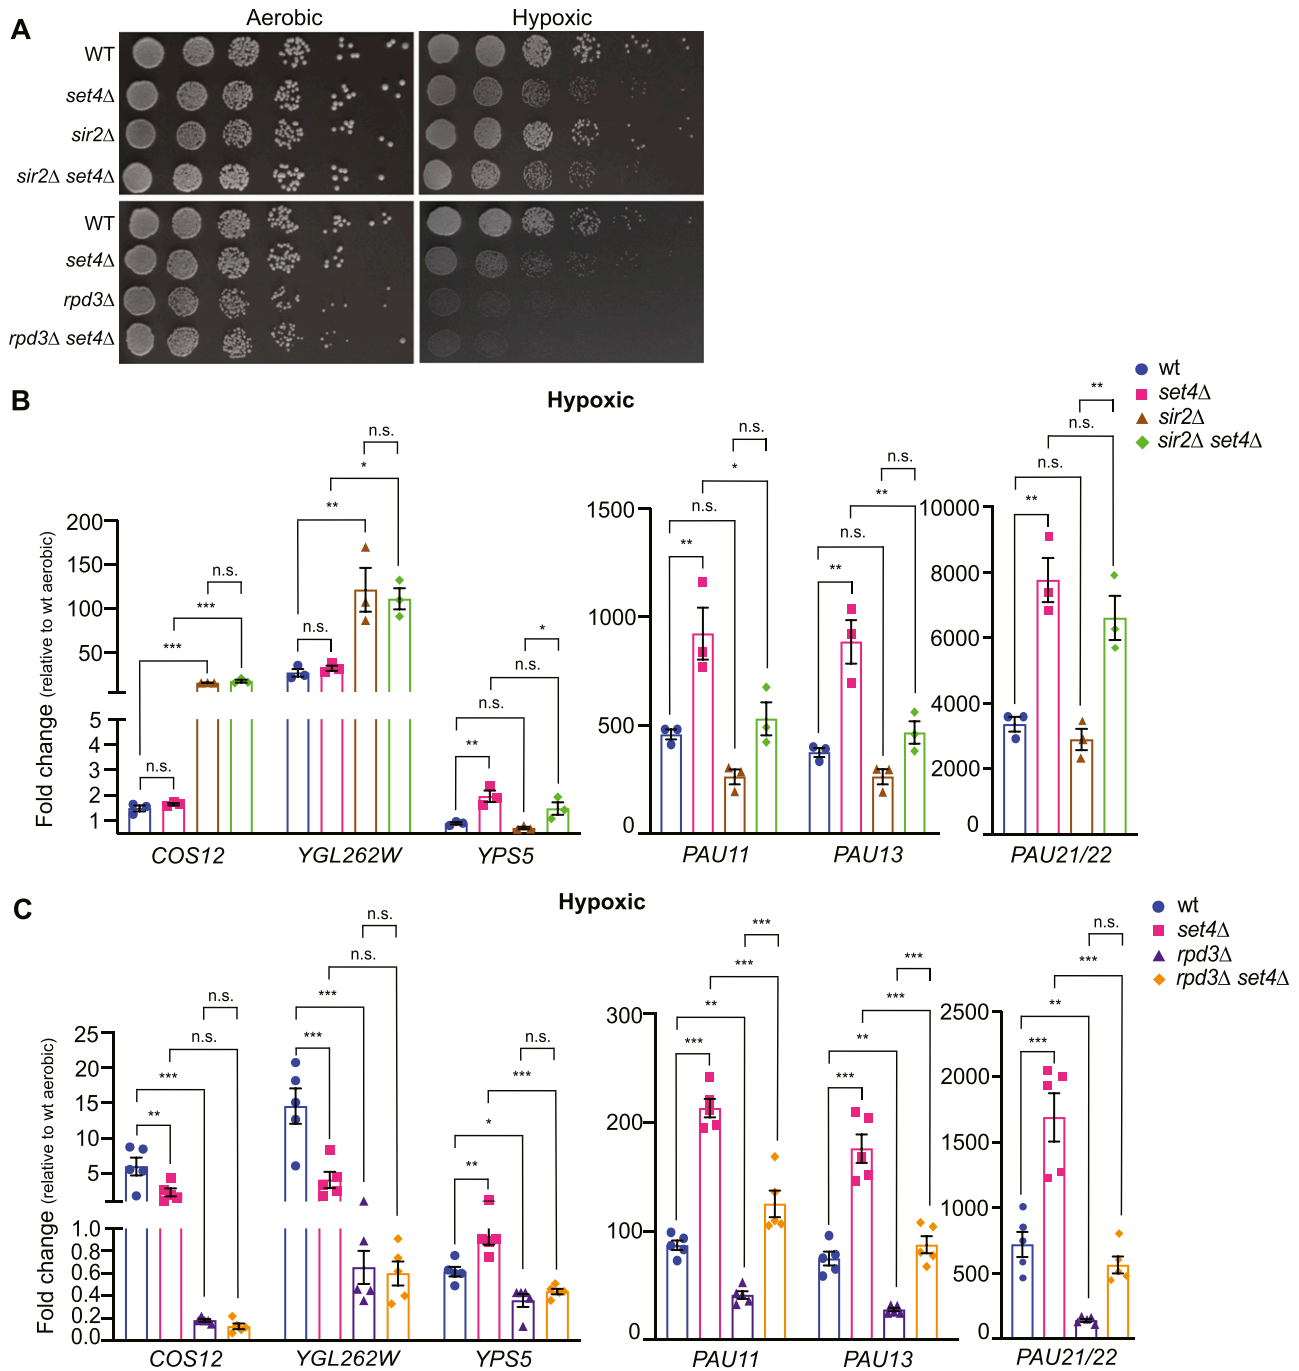 A
Aerobic
Hypoxic
WT
set4Δ
sir2Δ
sir2Δ set4Δ
WT
set4Δ
rpd3Δ
rpd3Δ set4Δ
B
Hypoxic
wt
set4Δ
sir2Δ
sir2Δ set4Δ
Fold change (relative to wt aerobic)
200
150
100
50
5
4
3
2
1
n.s.
***
***
n.s.
n.s.
*
**
n.s.
*
n.s.
n.s.
**
COS12
YGL262W
YPS5
1500
1000
500
0
n.s.
*
n.s.
**
n.s.
**
n.s.
**
PAU11
PAU13
10000
8000
6000
4000
2000
0
**
n.s.
n.s.
**
PAU21/22
C
Hypoxic
wt
set4Δ
rpd3Δ
rpd3Δ set4Δ
Fold change (relative to wt aerobic)
25
20
15
10
5
1.0
0.8
0.6
0.4
0.2
0.0
n.s.
n.s.
***
**
n.s.
n.s.
***
***
n.s.
***
*
**
COS12
YGL262W
YPS5
300
200
100
0
***
***
**
***
***
***
**
***
PAU11
PAU13
2500
2000
1500
1000
500
0
n.s.
***
**
***
PAU21/22